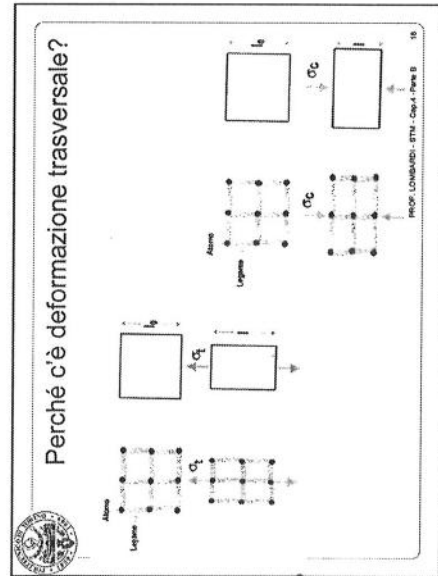 Perché c'è deformazione trasversale?
Atomo
Legame
l₀
σₜ
σₜ
Atomo
Legame
l₀
σC
σC
PROF. LOMBARDI - STM - Cap.4 - Parte B
16